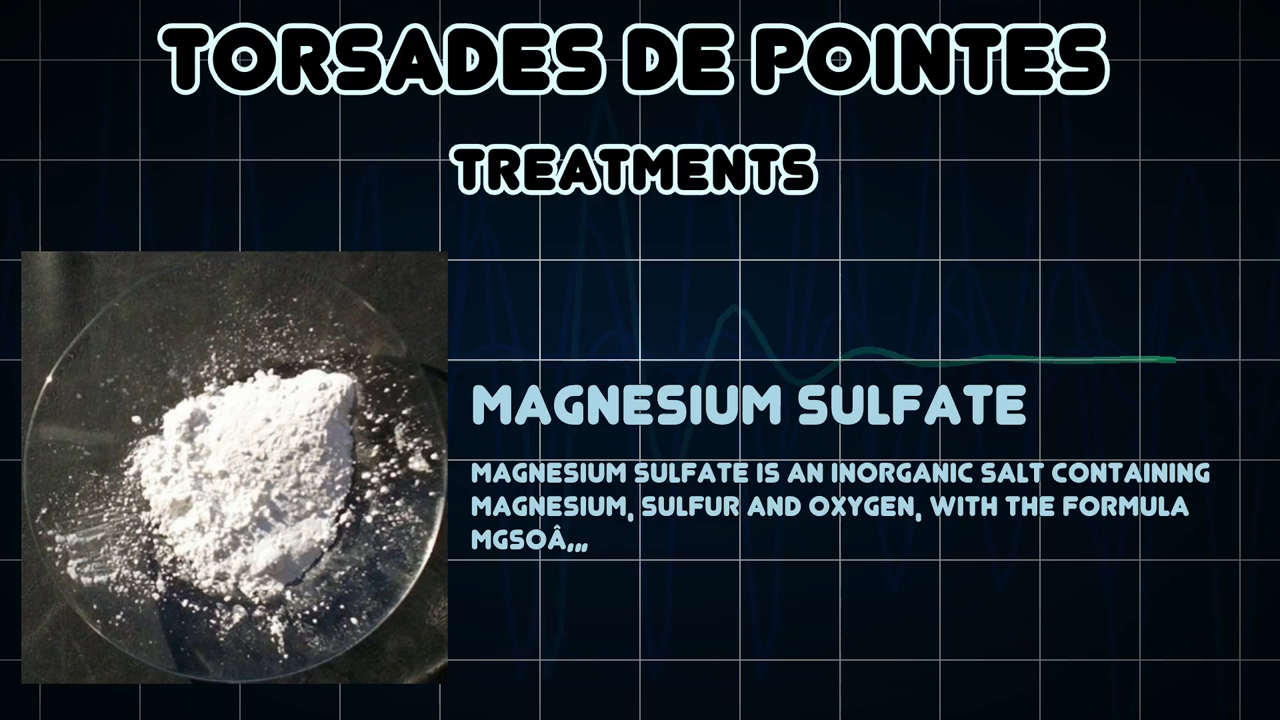 TORSADES DE POINTES
TREATMENTS
MAGNESIUM SULFATE
MAGNESIUM SULFATE IS AN INORGANIC SALT CONTAINING
MAGNESIUM, SULFUR AND OXYGEN, WITH THE FORMULA
MGSOÂ„,